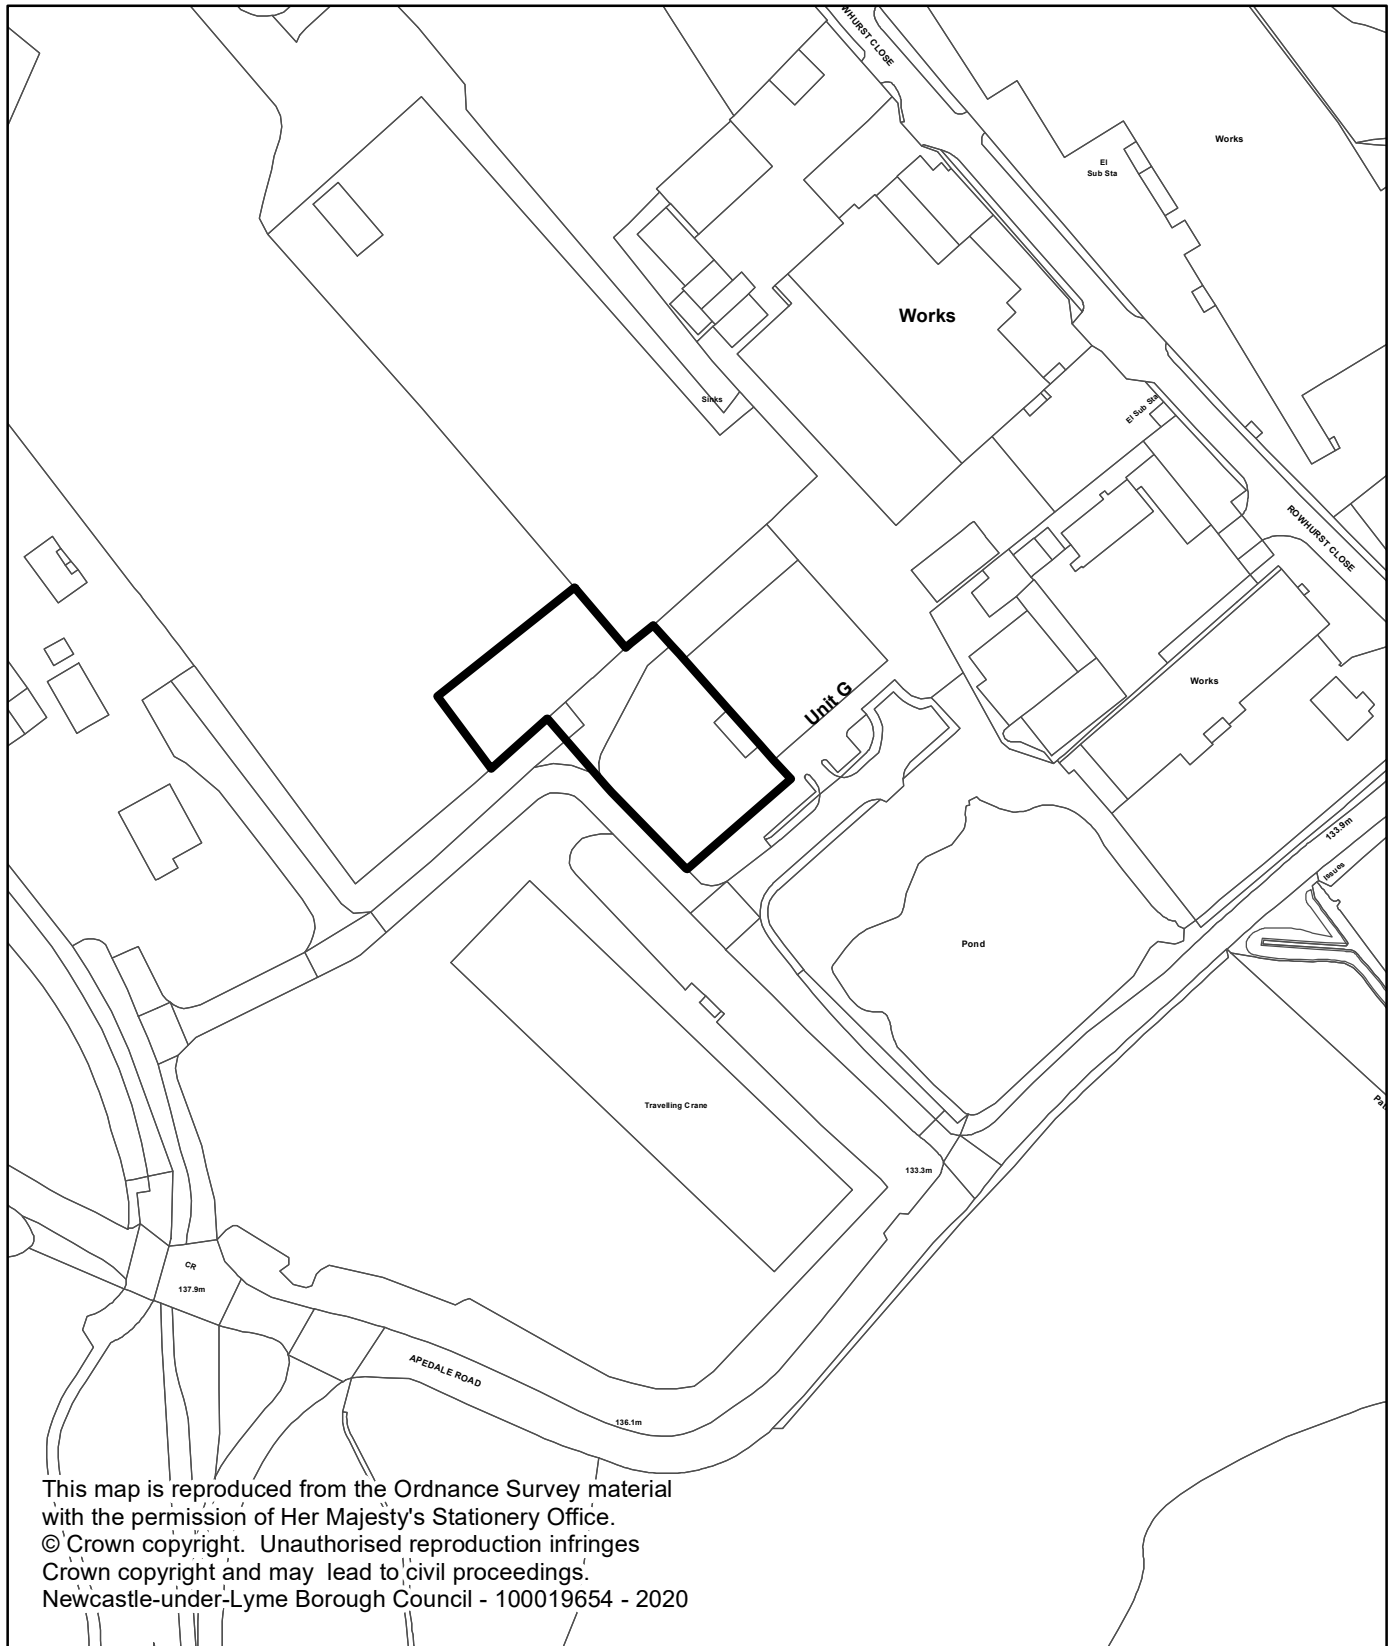 WHURST CLOSE
Works
El
Sub Sta
Works
Sinks
El Sub Sta
ROWHURST CLOSE
Works
Unit G
133.9m
Issues
Pond
Travelling Crane
133.3m
CR
137.9m
APEDALE ROAD
136.1m
This map is reproduced from the Ordnance Survey material
with the permission of Her Majesty's Stationery Office.
© Crown copyright. Unauthorised reproduction infringes
Crown copyright and may lead to civil proceedings.
Newcastle-under-Lyme Borough Council - 100019654 - 2020